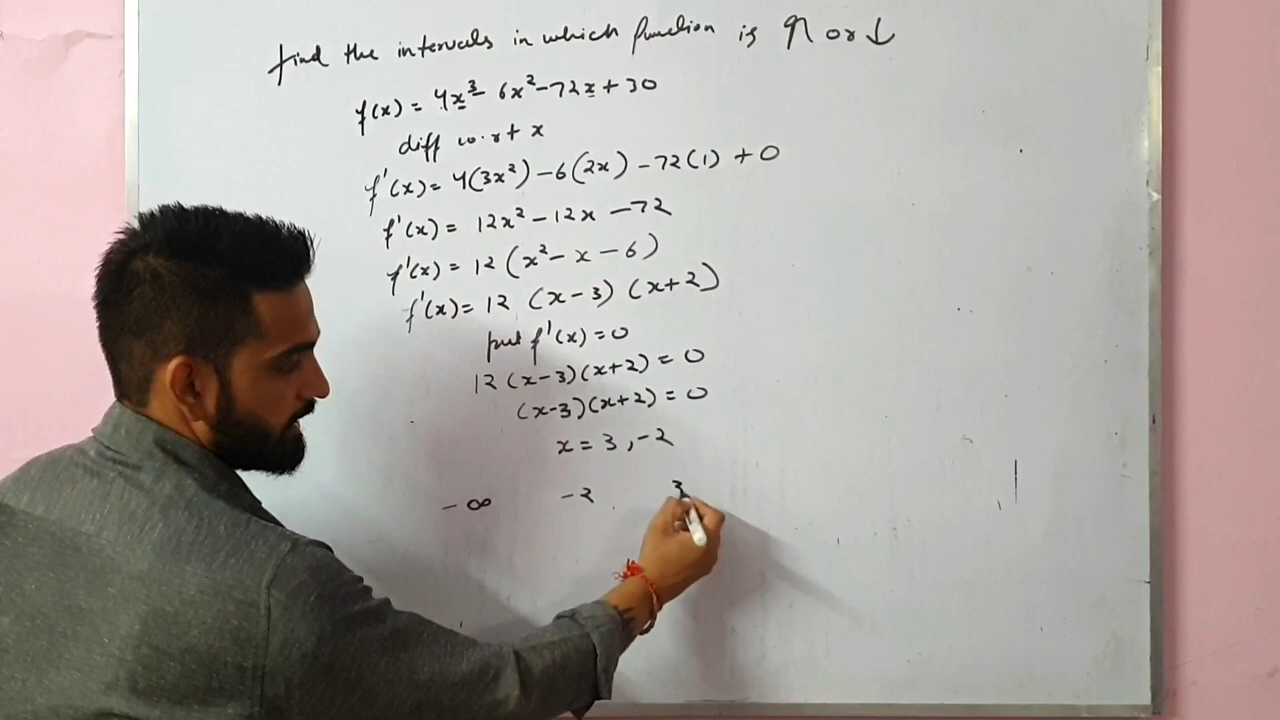 find the intervals in which function is ↑ or ↓
f(x) = 4x³ - 6x² - 72x + 30
diff w.r.t x
f'(x) = 4(3x²) - 6(2x) - 72(1) + 0
f'(x) = 12x² - 12x - 72
f'(x) = 12 (x² - x - 6)
f'(x) = 12 (x-3) (x+2)
put f'(x) = 0
12 (x-3)(x+2) = 0
(x-3)(x+2) = 0
x = 3, -2
-∞ -2 3